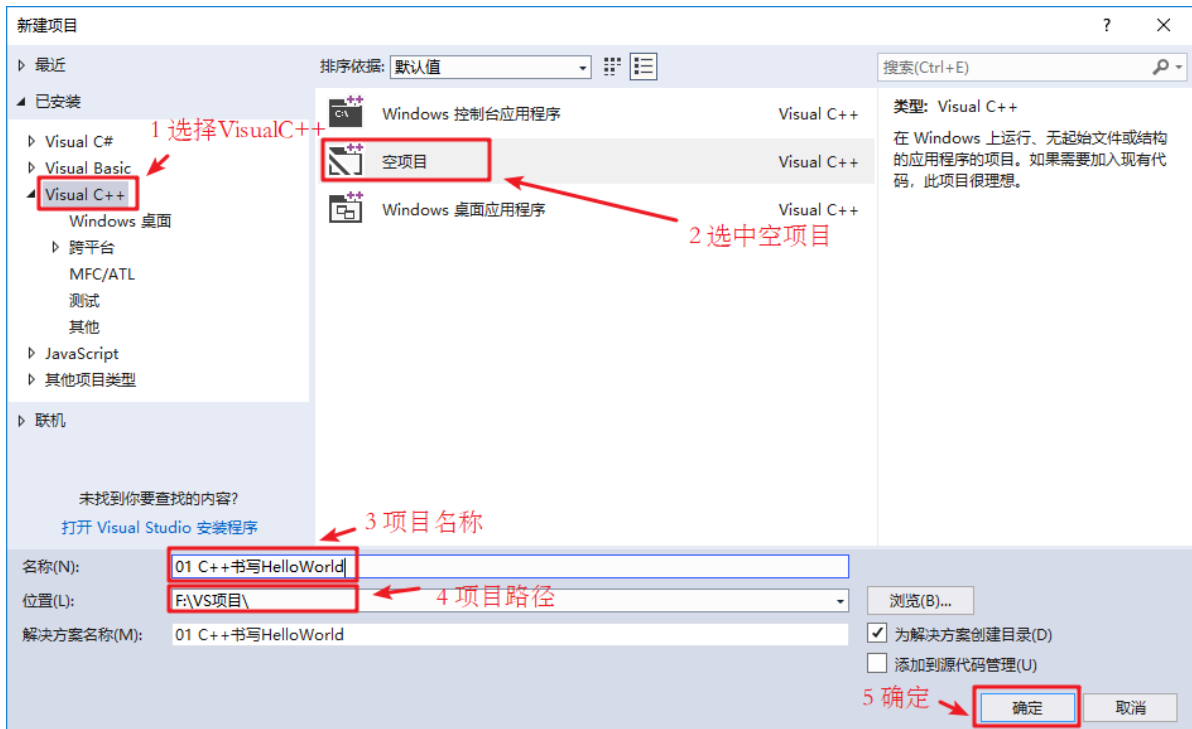 新建项目
? ×
最近
排序依据: 默认值
搜索(Ctrl+E)
已安装
Visual C#
Visual Basic
Visual C++
Windows 桌面
跨平台
MFC/ATL
测试
其他
JavaScript
其他项目类型
联机
未找到你要查找的内容?
打开 Visual Studio 安装程序
1 选择VisualC++
C:\ Windows 控制台应用程序 Visual C++
空项目 Visual C++
Windows 桌面应用程序 Visual C++
2 选中空项目
类型: Visual C++
在 Windows 上运行、无起始文件或结构
的应用程序的项目。如果需要加入现有代
码，此项目很理想。
3 项目名称
名称(N): 01 C++书写HelloWorld
4 项目路径
位置(L): F:\VS项目\
浏览(B)...
解决方案名称(M): 01 C++书写HelloWorld
为解决方案创建目录(D)
添加到源代码管理(U)
5 确定
确定
取消